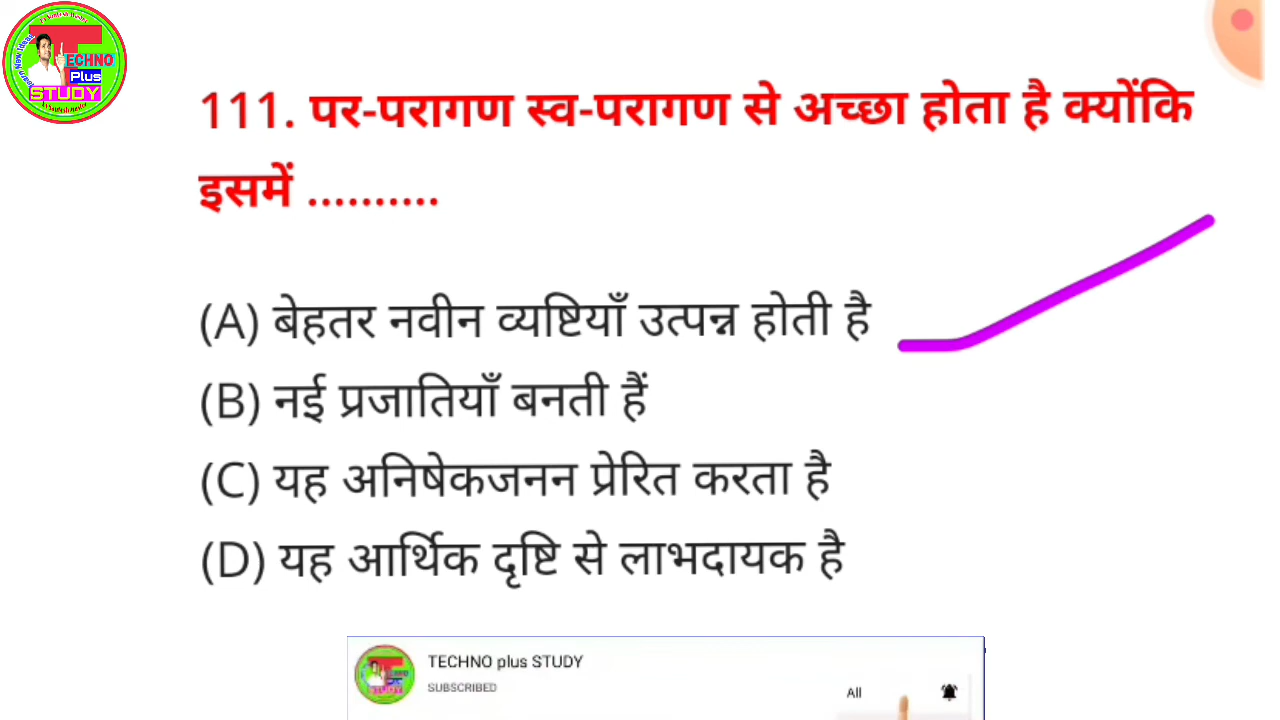 TECHNO
Plus
STUDY
111. पर-परागण स्व-परागण से अच्छा होता है क्योंकि
इसमें ..........
(A) बेहतर नवीन व्यष्टियाँ उत्पन्न होती है
(B) नई प्रजातियाँ बनती हैं
(C) यह अनिषेकजनन प्रेरित करता है
(D) यह आर्थिक दृष्टि से लाभदायक है
TECHNO plus STUDY
SUBSCRIBED
All